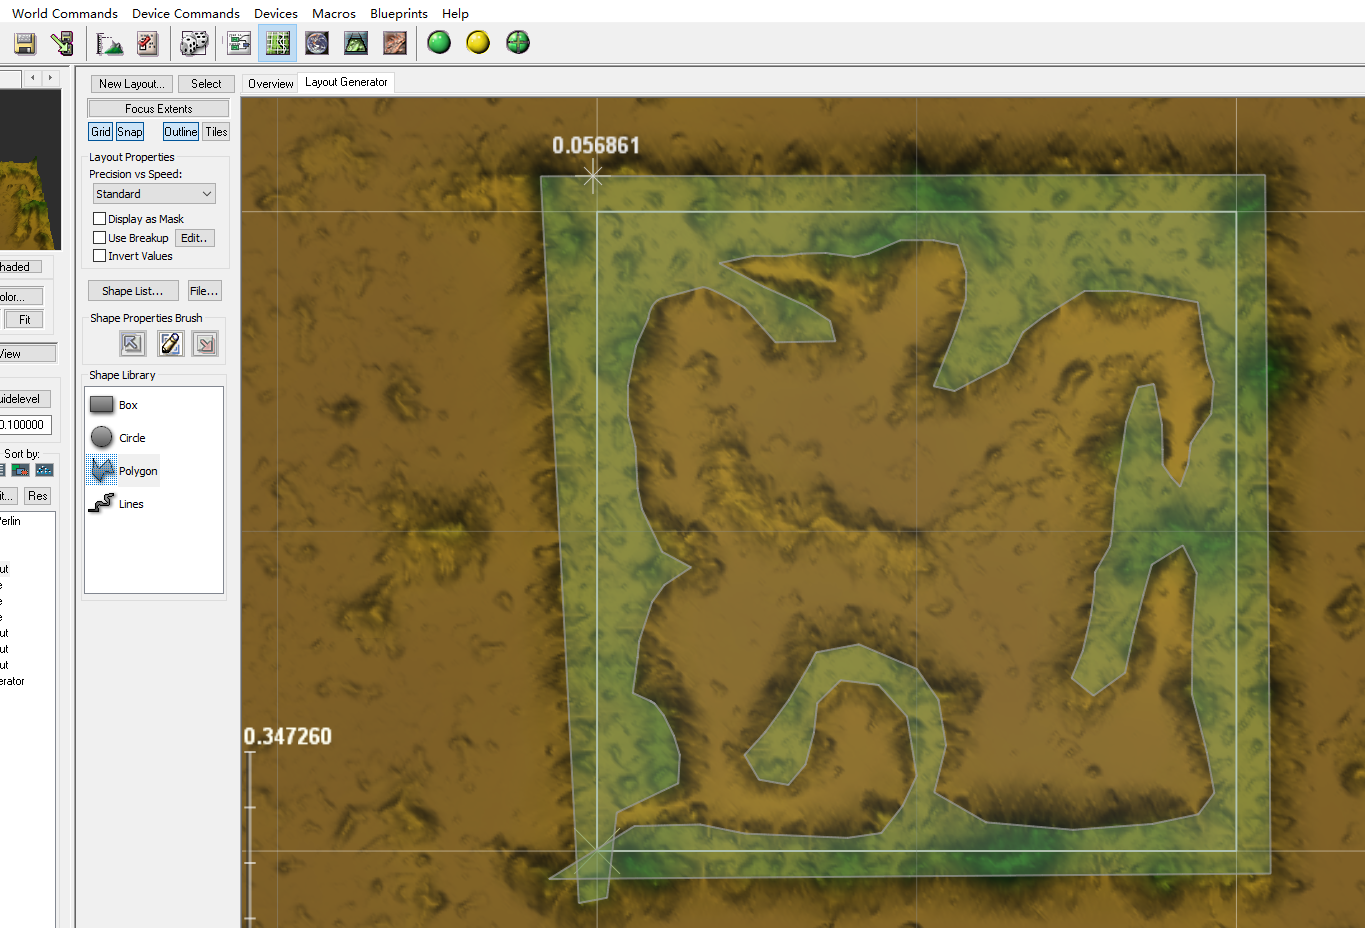 World Commands Device Commands Devices Macros Blueprints Help
New Layout... Select Overview Layout Generator
Focus Extents
Grid Snap Outline Tiles
Layout Properties
Precision vs Speed:
Standard
Display as Mask
Use Breakup Edit..
Invert Values
Shape List... File...
Shape Properties Brush
Shape Library
Box
Circle
Polygon
Lines
haded
olor...
Fit
View
uidelevel
0.100000
Sort by:
it... Res
Perlin
ut
e
e
e
ut
ut
ut
erator
0.056861
0.347260